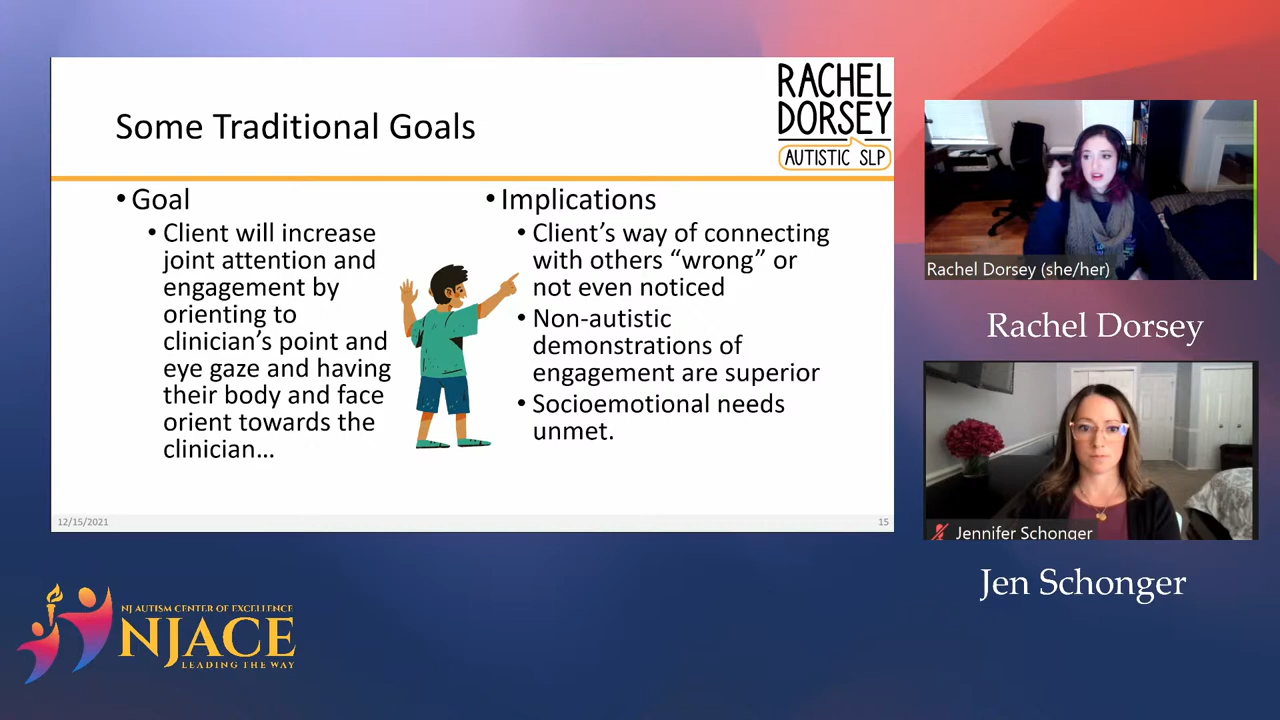 Some Traditional Goals
RACHEL
DORSEY
AUTISTIC SLP
• Goal
• Client will increase
joint attention and
engagement by
orienting to
clinician’s point and
eye gaze and having
their body and face
orient towards the
clinician…
• Implications
• Client’s way of connecting
with others “wrong” or
not even noticed
• Non-autistic
demonstrations of
engagement are superior
• Socioemotional needs
unmet.
12/15/2021
15
Rachel Dorsey (she/her)
Rachel Dorsey
Jennifer Schonger
Jen Schonger
NJ AUTISM CENTER OF EXCELLENCE
NJACE
LEADING THE WAY